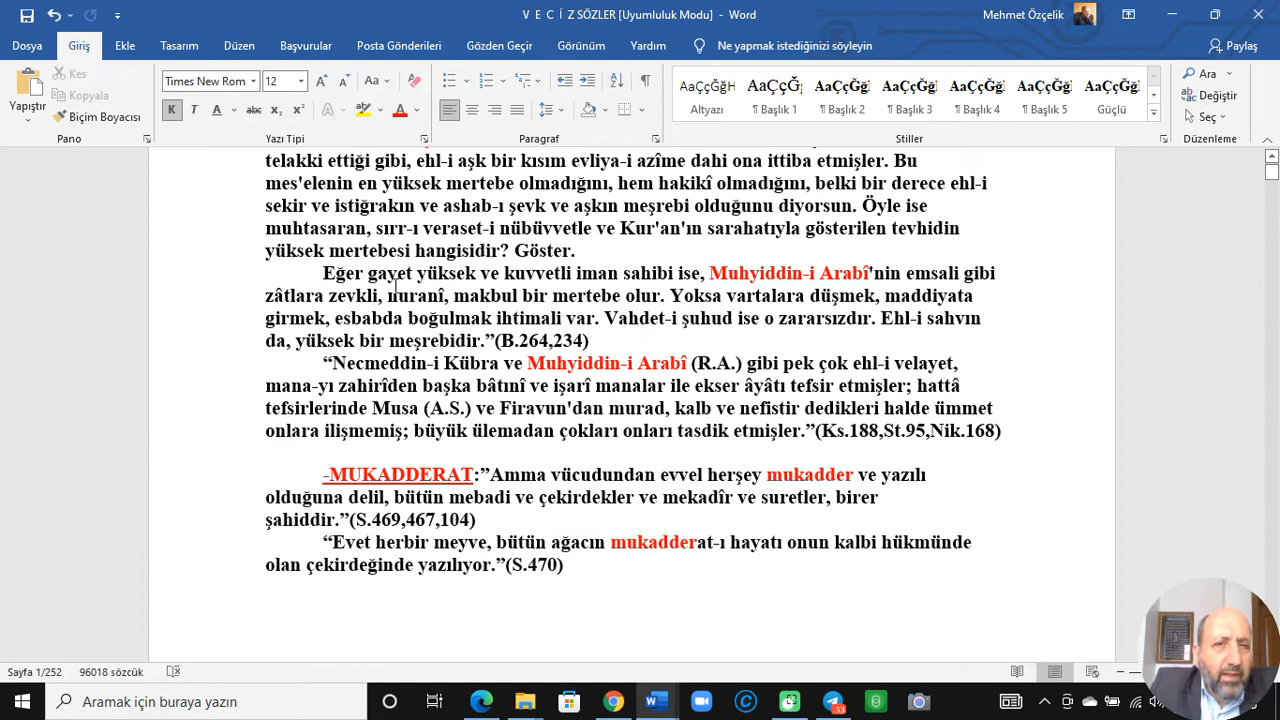 V E C İ Z SÖZLER [Uyumluluk Modu] - Word
Mehmet Özçelik
Dosya Giriş Ekle Tasarım Düzen Başvurular Posta Gönderileri Gözden Geçir Görünüm Yardım Ne yapmak istediğinizi söyleyin Paylaş
Yapıştır
Kes
Kopyala
Biçim Boyacısı
Pano
Times New Rom 12
Yazı Tipi
Paragraf
AaÇçĞğH Altyazı
AaÇçĞ ¶ Başlık 1
AaÇçĞğİ ¶ Başlık 2
AaÇçĞğİ ¶ Başlık 3
AaÇçĞğİ ¶ Başlık 4
AaÇçĞğİ ¶ Başlık 5
AaÇçĞğİ Güçlü
Stiller
Ara
Değiştir
Seç
Düzenleme
telakki ettiği gibi, ehl-i aşk bir kısım evliya-i azîme dahi ona ittiba etmişler. Bu
mes'elenin en yüksek mertebe olmadığını, hem hakikî olmadığını, belki bir derece ehl-i
sekir ve istiğrakın ve ashab-ı şevk ve aşkın meşrebi olduğunu diyorsun. Öyle ise
muhtasaran, sırr-ı veraset-i nübüvvetle ve Kur'an'ın sarahatıyla gösterilen tevhidin
yüksek mertebesi hangisidir? Göster.
Eğer gayet yüksek ve kuvvetli iman sahibi ise, Muhyiddin-i Arabî'nin emsali gibi
zâtlara zevkli, nuranî, makbul bir mertebe olur. Yoksa vartalara düşmek, maddiyata
girmek, esbabda boğulmak ihtimali var. Vahdet-i şuhud ise o zararsızdır. Ehl-i sahvın
da, yüksek bir meşrebidir.”(B.264,234)
“Necmeddin-i Kübra ve Muhyiddin-i Arabî (R.A.) gibi pek çok ehl-i velayet,
mana-yı zahirîden başka bâtınî ve işarî manalar ile ekser âyâtı tefsir etmişler; hattâ
tefsirlerinde Musa (A.S.) ve Firavun'dan murad, kalb ve nefistir dedikleri halde ümmet
onlara ilişmemiş; büyük ülemadan çokları onları tasdik etmişler.”(Ks.188,St.95,Nik.168)
-MUKADDERAT:”Amma vücudundan evvel herşey mukadder ve yazılı
olduğuna delil, bütün mebadi ve çekirdekler ve mekadîr ve suretler, birer
şahiddir.”(S.469,467,104)
“Evet herbir meyve, bütün ağacın mukadderat-ı hayatı onun kalbi hükmünde
olan çekirdeğinde yazılıyor.”(S.470)
Sayfa 1/252 96018 sözcük
Aramak için buraya yazın
53